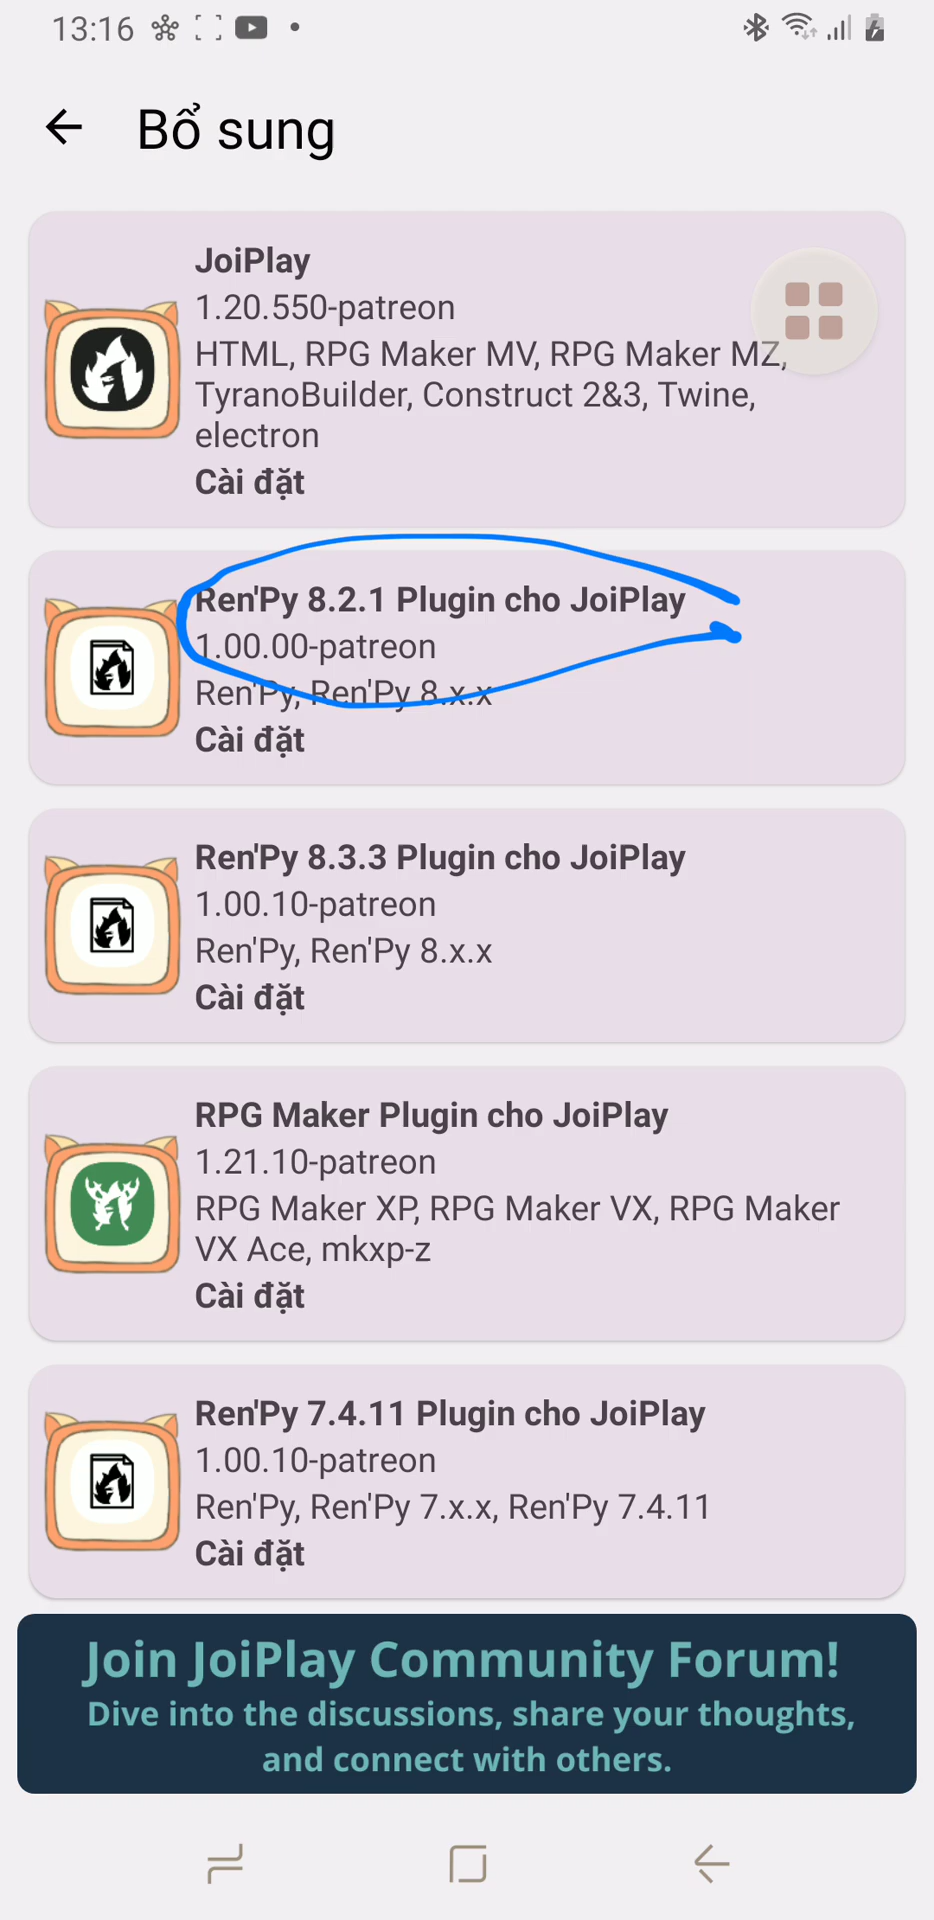 13:16
Bổ sung
JoiPlay
1.20.550-patreon
HTML, RPG Maker MV, RPG Maker MZ,
TyranoBuilder, Construct 2&3, Twine,
electron
Cài đặt
Ren'Py 8.2.1 Plugin cho JoiPlay
1.00.00-patreon
Ren'Py, Ren'Py 8.x.x
Cài đặt
Ren'Py 8.3.3 Plugin cho JoiPlay
1.00.10-patreon
Ren'Py, Ren'Py 8.x.x
Cài đặt
RPG Maker Plugin cho JoiPlay
1.21.10-patreon
RPG Maker XP, RPG Maker VX, RPG Maker
VX Ace, mkxp-z
Cài đặt
Ren'Py 7.4.11 Plugin cho JoiPlay
1.00.10-patreon
Ren'Py, Ren'Py 7.x.x, Ren'Py 7.4.11
Cài đặt
Join JoiPlay Community Forum!
Dive into the discussions, share your thoughts,
and connect with others.